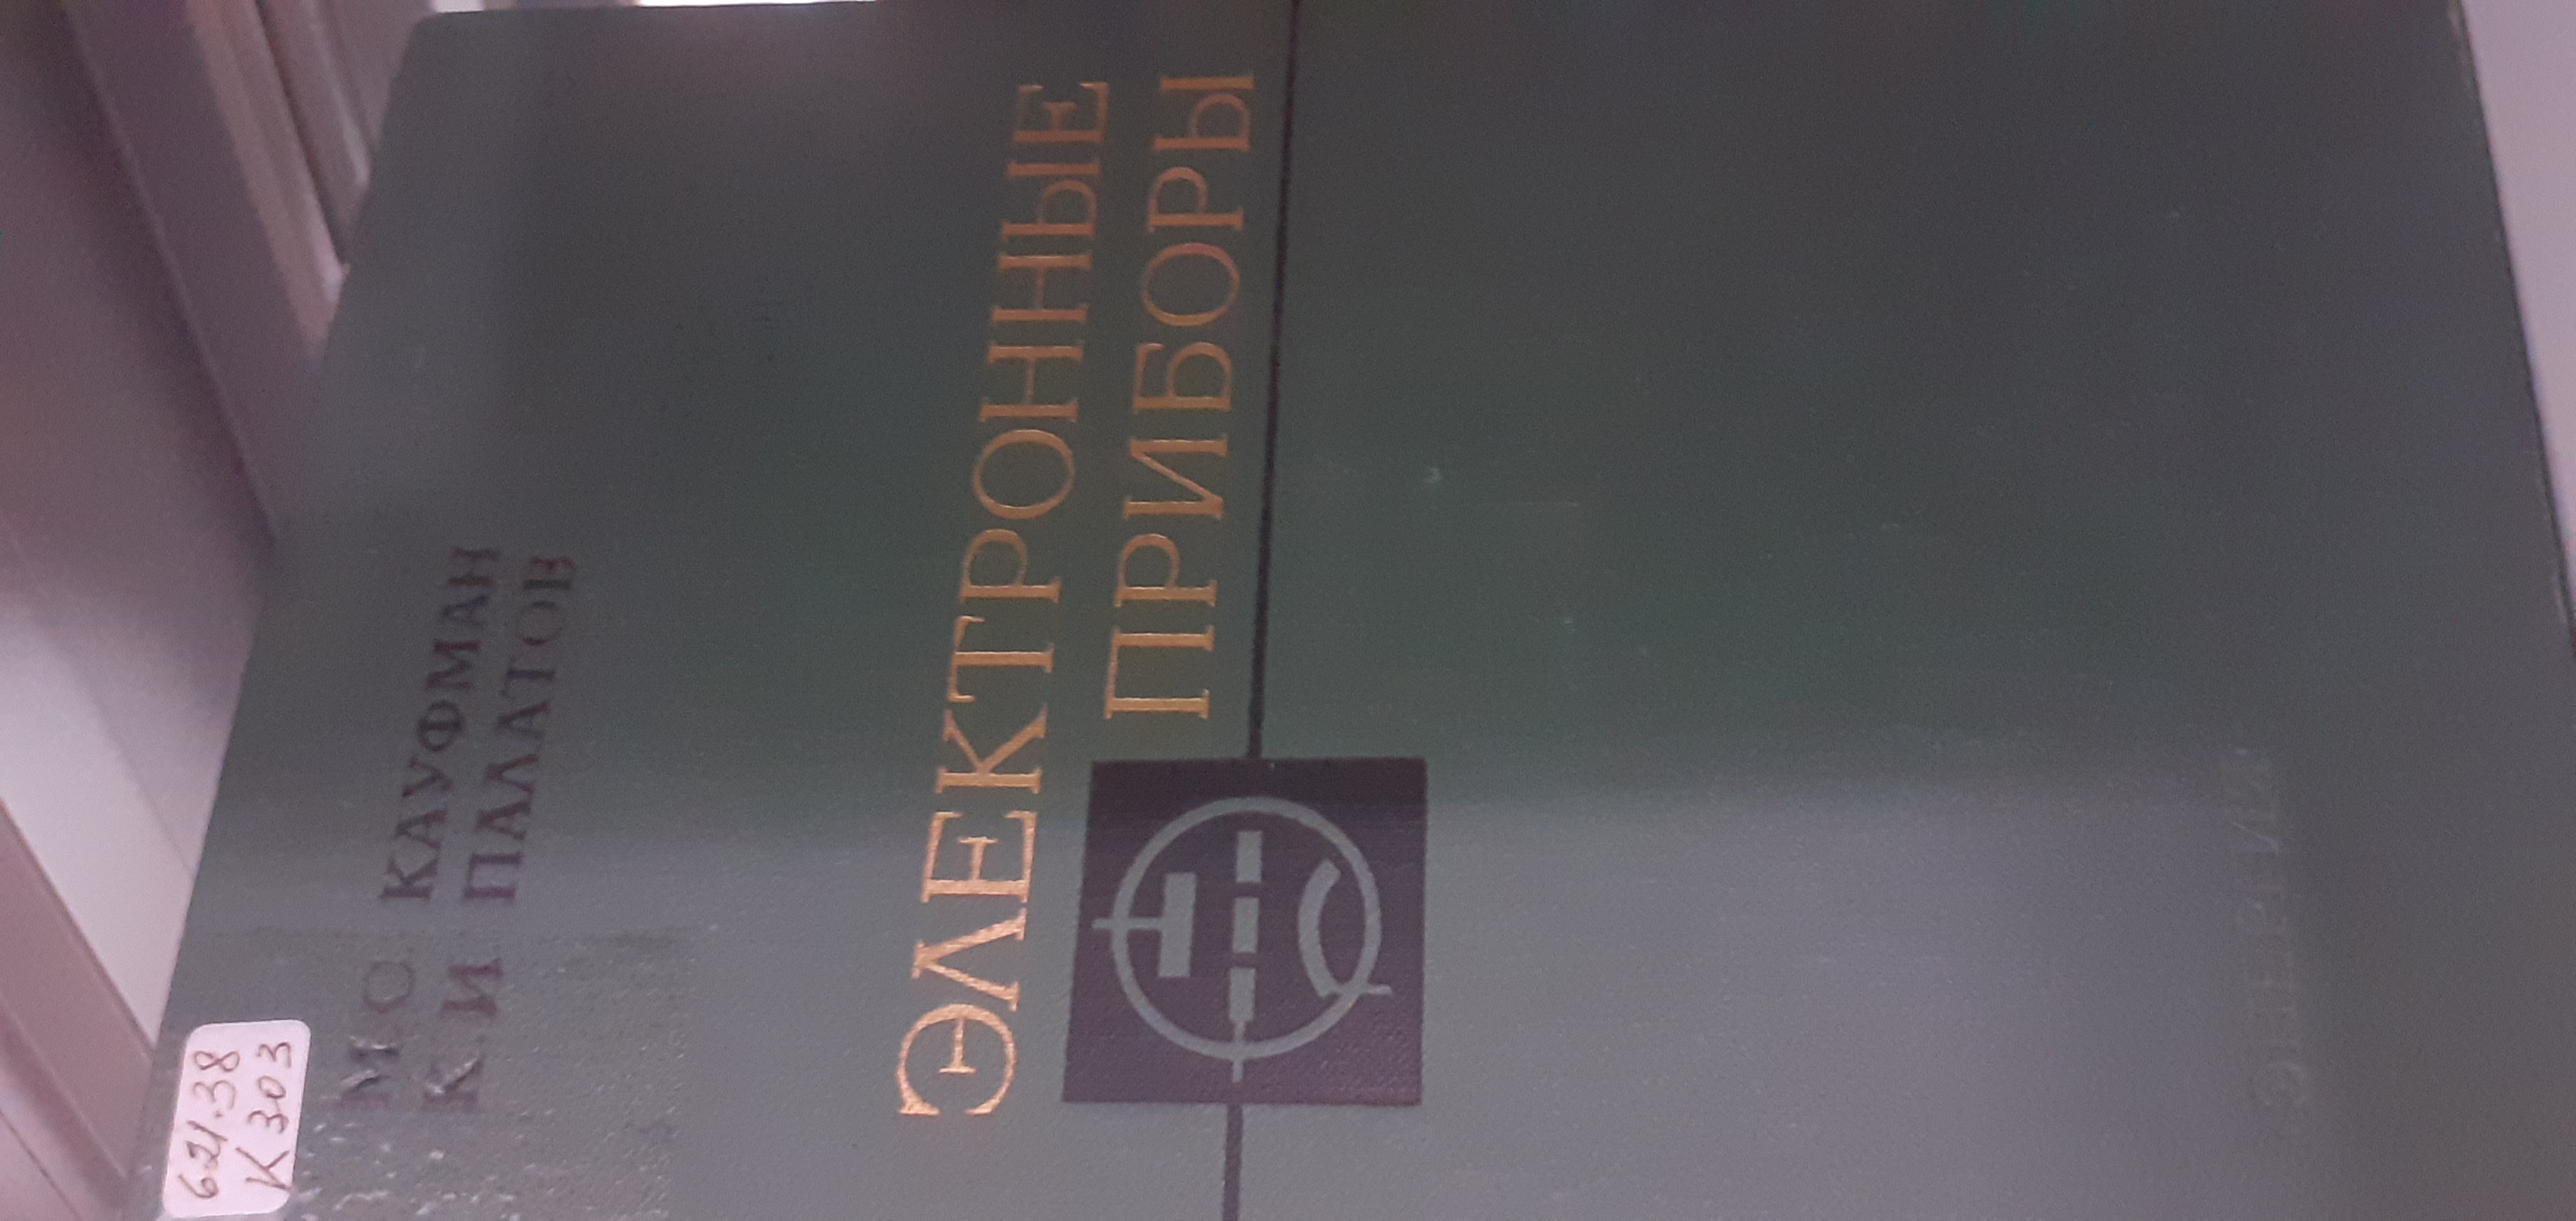 621.38
К 303
М.О. КАУФМАН
К.И ПАЛАТОВ
ЭЛЕКТРОННЫЕ
ПРИБОРЫ
ЭНЕРГИЯ